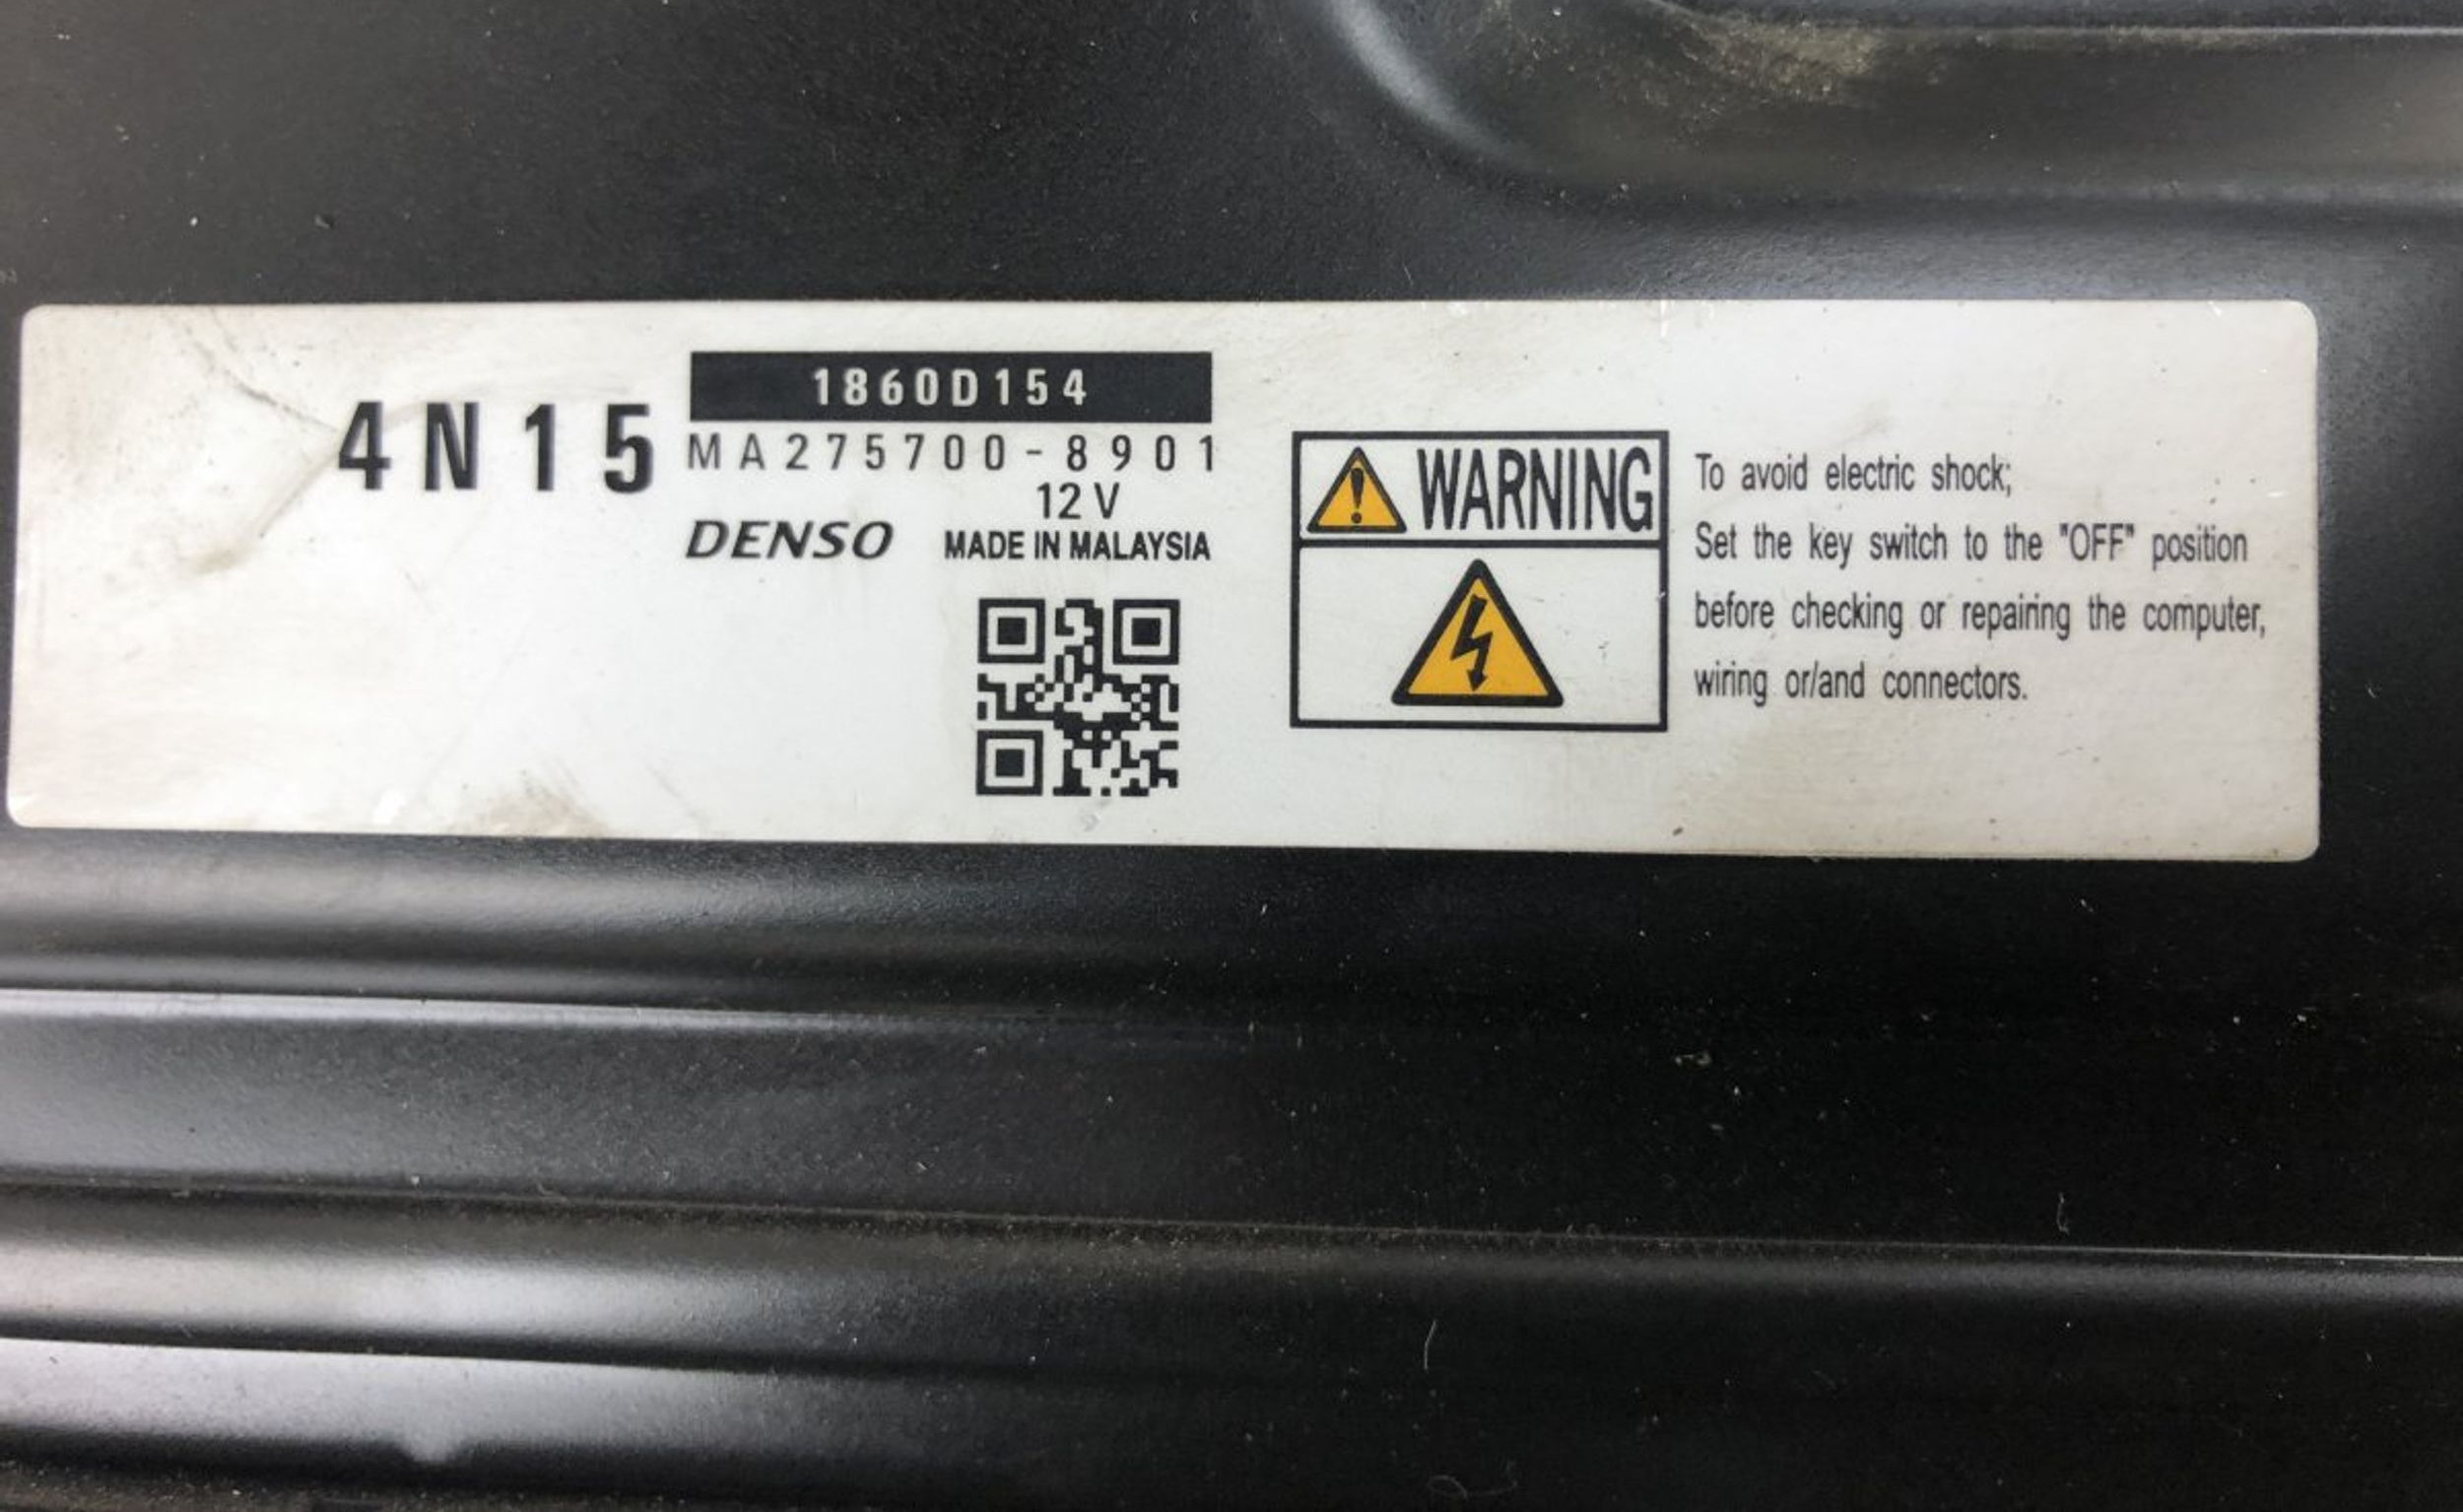 4N15
1860D154
MA275700-8901
12V
DENSO
MADE IN MALAYSIA
WARNING
To avoid electric shock;
Set the key switch to the "OFF" position
before checking or repairing the computer,
wiring or/and connectors.